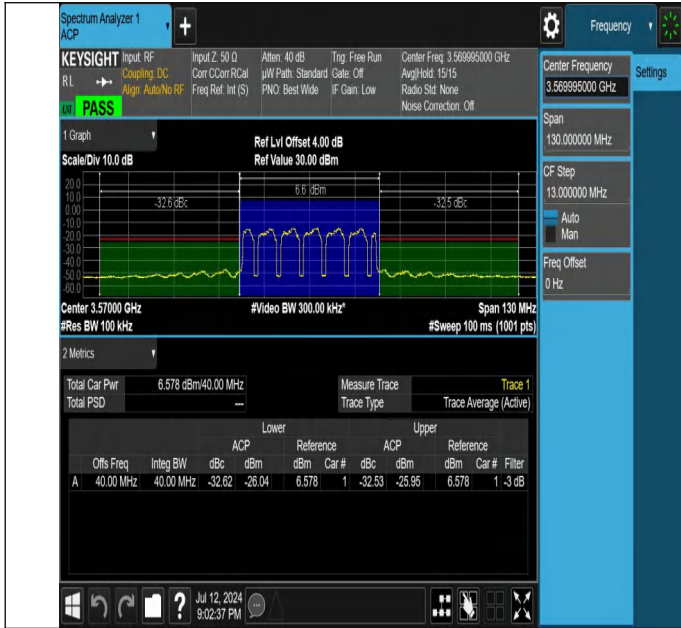 Spectrum Analyzer 1
ACP
Frequency
KEYSIGHT Input: RF Input Z: 50 Ω Atten: 40 dB Trig: Free Run Center Freq: 3.569995000 GHz
RL Coupling: DC Corr CCorr RCal µW Path: Standard Gate: Off Avg|Hold: 15/15
Align: Auto/No RF Freq Ref: Int (S) PNO: Best Wide IF Gain: Low Radio Std: None
LXI PASS Noise Correction: Off
Center Frequency Settings
3.569995000 GHz
Span
130.000000 MHz
CF Step
13.000000 MHz
Auto
Man
Freq Offset
0 Hz
1 Graph
Ref Lvl Offset 4.00 dB
Scale/Div 10.0 dB Ref Value 30.00 dBm
20.0
10.0
0.00
-10.0
-20.0
-30.0
-40.0
-50.0
-60.0
-32.6 dBc 6.6 dBm -32.5 dBc
Center 3.57000 GHz #Video BW 300.00 kHz* Span 130 MHz
#Res BW 100 kHz #Sweep 100 ms (1001 pts)
2 Metrics
Total Car Pwr 6.578 dBm/40.00 MHz Measure Trace Trace 1
Total PSD --- Trace Type Trace Average (Active)
Lower Upper
ACP Reference ACP Reference
Offs Freq Integ BW dBc dBm dBm Car # dBc dBm dBm Car # Filter
A 40.00 MHz 40.00 MHz -32.62 -26.04 6.578 1 -32.53 -25.95 6.578 1 -3 dB
Jul 12, 2024
9:02:37 PM